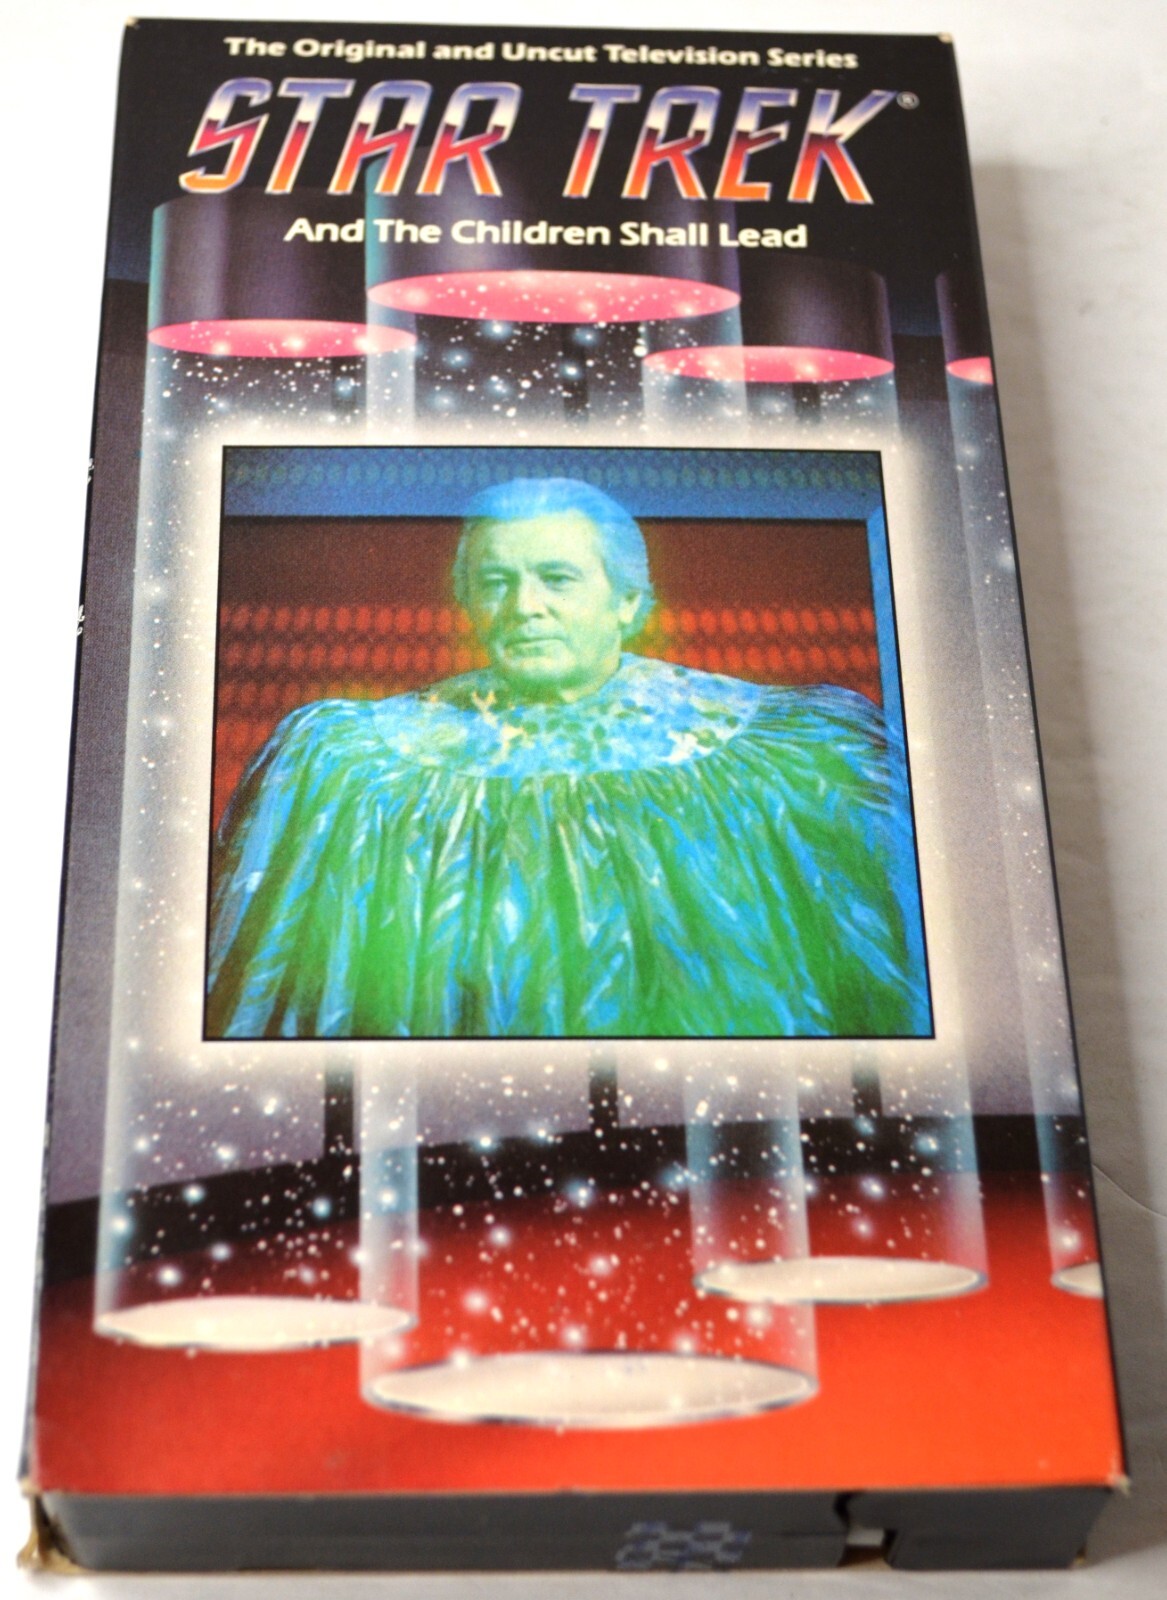 The Original and Uncut Television Series
STAR TREK®
And The Children Shall Lead